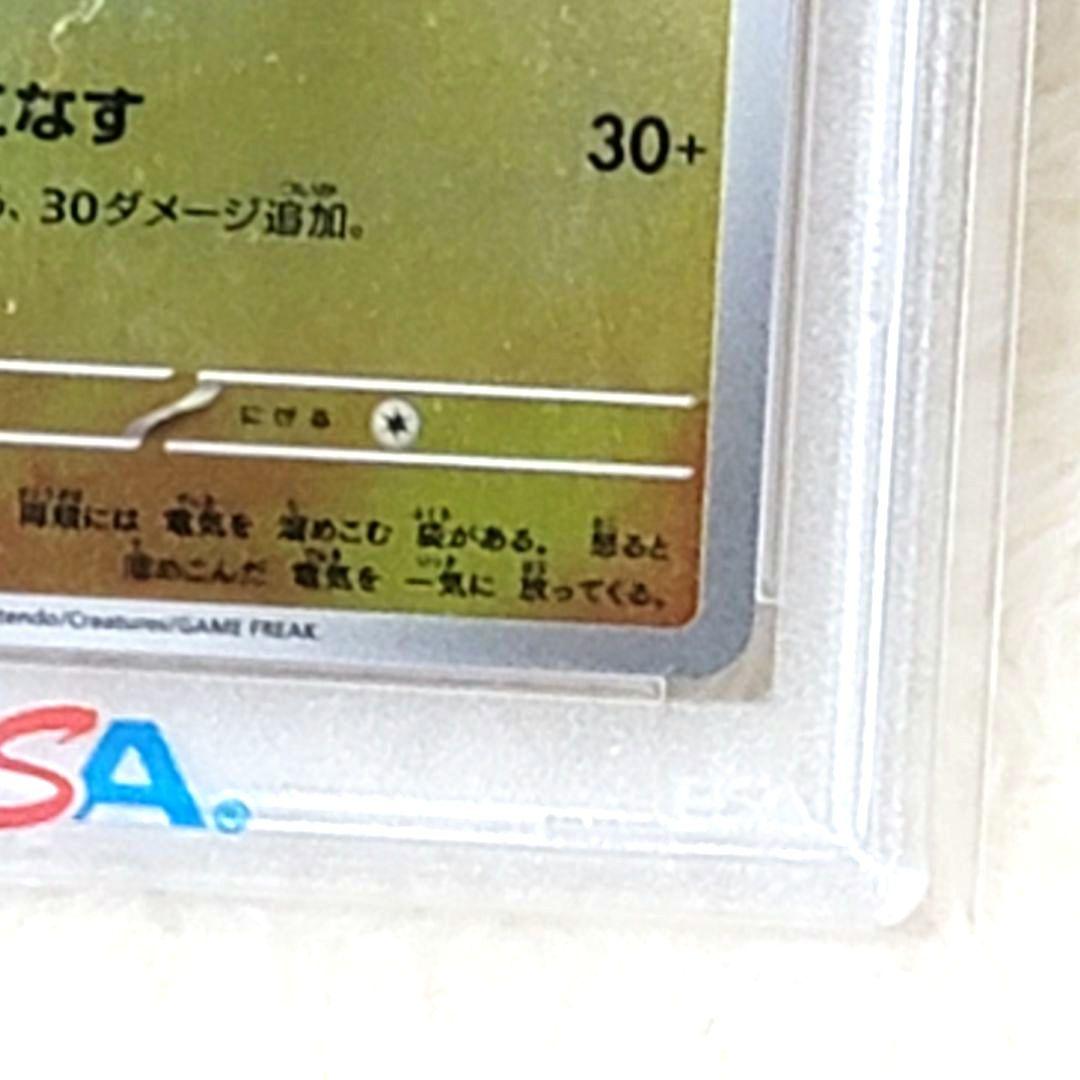 なす
30+
、30ダメージ追加。
にげる
両頬には 電気を 溜めこむ 袋がある。 怒ると
溜めこんだ 電気を 一気に 放ってくる。
tendo/Creatures/GAME FREAK
SA
PSA